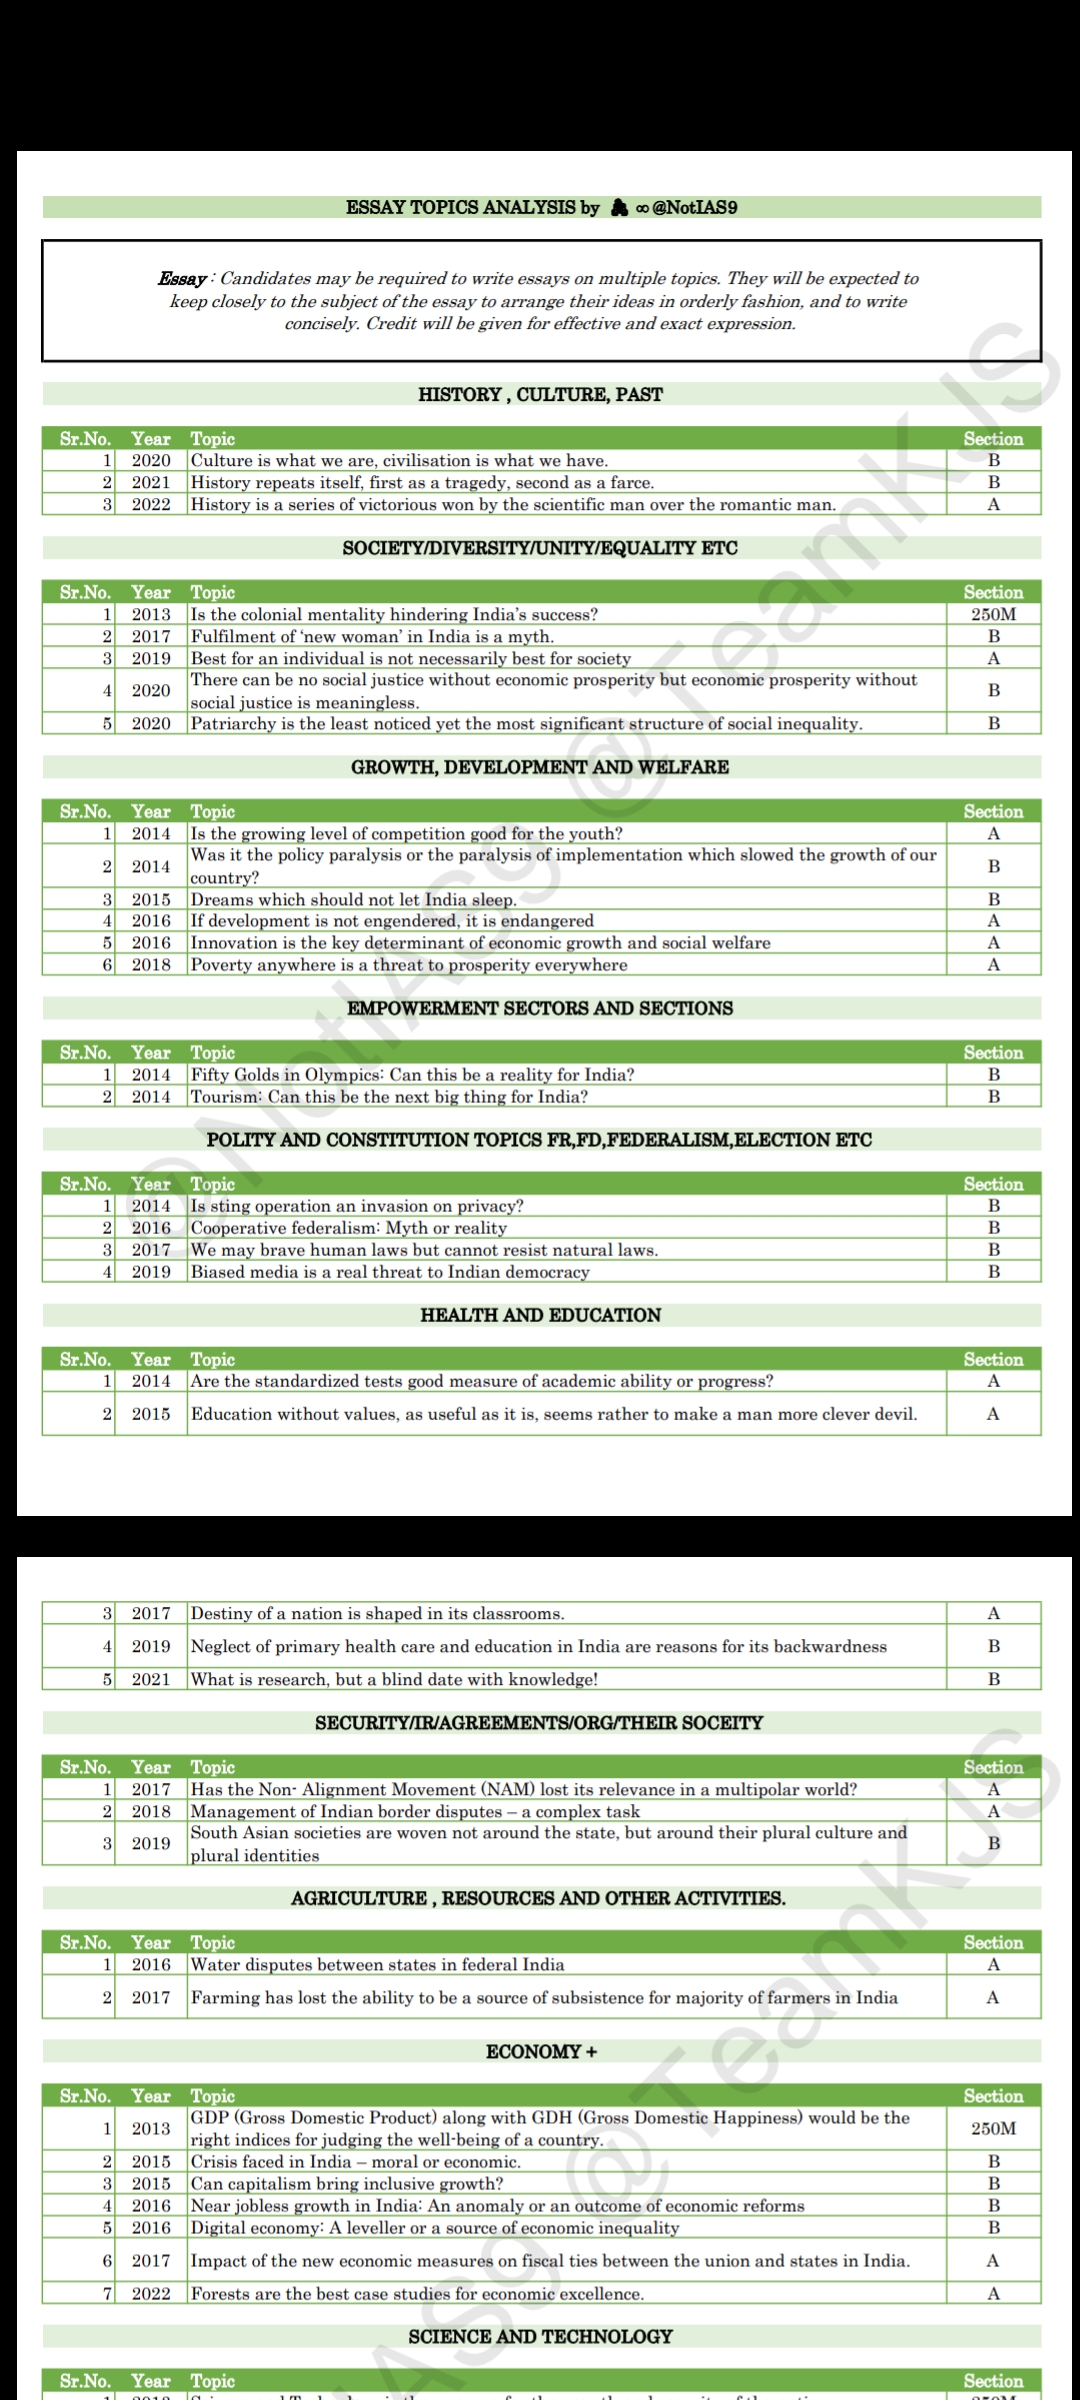 ESSAY TOPICS ANALYSIS by ∞ @NotIAS9
Essay : Candidates may be required to write essays on multiple topics. They will be expected to
keep closely to the subject of the essay to arrange their ideas in orderly fashion, and to write
concisely. Credit will be given for effective and exact expression.
HISTORY , CULTURE, PAST
Sr.No. Year Topic Section
1 2020 Culture is what we are, civilisation is what we have. B
2 2021 History repeats itself, first as a tragedy, second as a farce. B
3 2022 History is a series of victorious won by the scientific man over the romantic man. A
SOCIETY/DIVERSITY/UNITY/EQUALITY ETC
Sr.No. Year Topic Section
1 2013 Is the colonial mentality hindering India's success? 250M
2 2017 Fulfilment of 'new woman' in India is a myth. B
3 2019 Best for an individual is not necessarily best for society A
4 2020 There can be no social justice without economic prosperity but economic prosperity without
social justice is meaningless. B
5 2020 Patriarchy is the least noticed yet the most significant structure of social inequality. B
GROWTH, DEVELOPMENT AND WELFARE
Sr.No. Year Topic Section
1 2014 Is the growing level of competition good for the youth? A
2 2014 Was it the policy paralysis or the paralysis of implementation which slowed the growth of our
country? B
3 2015 Dreams which should not let India sleep. B
4 2016 If development is not engendered, it is endangered A
5 2016 Innovation is the key determinant of economic growth and social welfare A
6 2018 Poverty anywhere is a threat to prosperity everywhere A
EMPOWERMENT SECTORS AND SECTIONS
Sr.No. Year Topic Section
1 2014 Fifty Golds in Olympics: Can this be a reality for India? B
2 2014 Tourism: Can this be the next big thing for India? B
POLITY AND CONSTITUTION TOPICS FR,FD,FEDERALISM,ELECTION ETC
Sr.No. Year Topic Section
1 2014 Is sting operation an invasion on privacy? B
2 2016 Cooperative federalism: Myth or reality B
3 2017 We may brave human laws but cannot resist natural laws. B
4 2019 Biased media is a real threat to Indian democracy B
HEALTH AND EDUCATION
Sr.No. Year Topic Section
1 2014 Are the standardized tests good measure of academic ability or progress? A
2 2015 Education without values, as useful as it is, seems rather to make a man more clever devil. A
@NotIAS9 @TeamKJS
3 2017 Destiny of a nation is shaped in its classrooms. A
4 2019 Neglect of primary health care and education in India are reasons for its backwardness B
5 2021 What is research, but a blind date with knowledge! B
SECURITY/IR/AGREEMENTS/ORG/THEIR SOCEITY
Sr.No. Year Topic Section
1 2017 Has the Non- Alignment Movement (NAM) lost its relevance in a multipolar world? A
2 2018 Management of Indian border disputes – a complex task A
3 2019 South Asian societies are woven not around the state, but around their plural culture and
plural identities B
AGRICULTURE , RESOURCES AND OTHER ACTIVITIES.
Sr.No. Year Topic Section
1 2016 Water disputes between states in federal India A
2 2017 Farming has lost the ability to be a source of subsistence for majority of farmers in India A
ECONOMY +
Sr.No. Year Topic Section
1 2013 GDP (Gross Domestic Product) along with GDH (Gross Domestic Happiness) would be the
right indices for judging the well-being of a country. 250M
2 2015 Crisis faced in India – moral or economic. B
3 2015 Can capitalism bring inclusive growth? B
4 2016 Near jobless growth in India: An anomaly or an outcome of economic reforms B
5 2016 Digital economy: A leveller or a source of economic inequality B
6 2017 Impact of the new economic measures on fiscal ties between the union and states in India. A
7 2022 Forests are the best case studies for economic excellence. A
SCIENCE AND TECHNOLOGY
Sr.No. Year Topic Section
IAS9 @TeamKJS